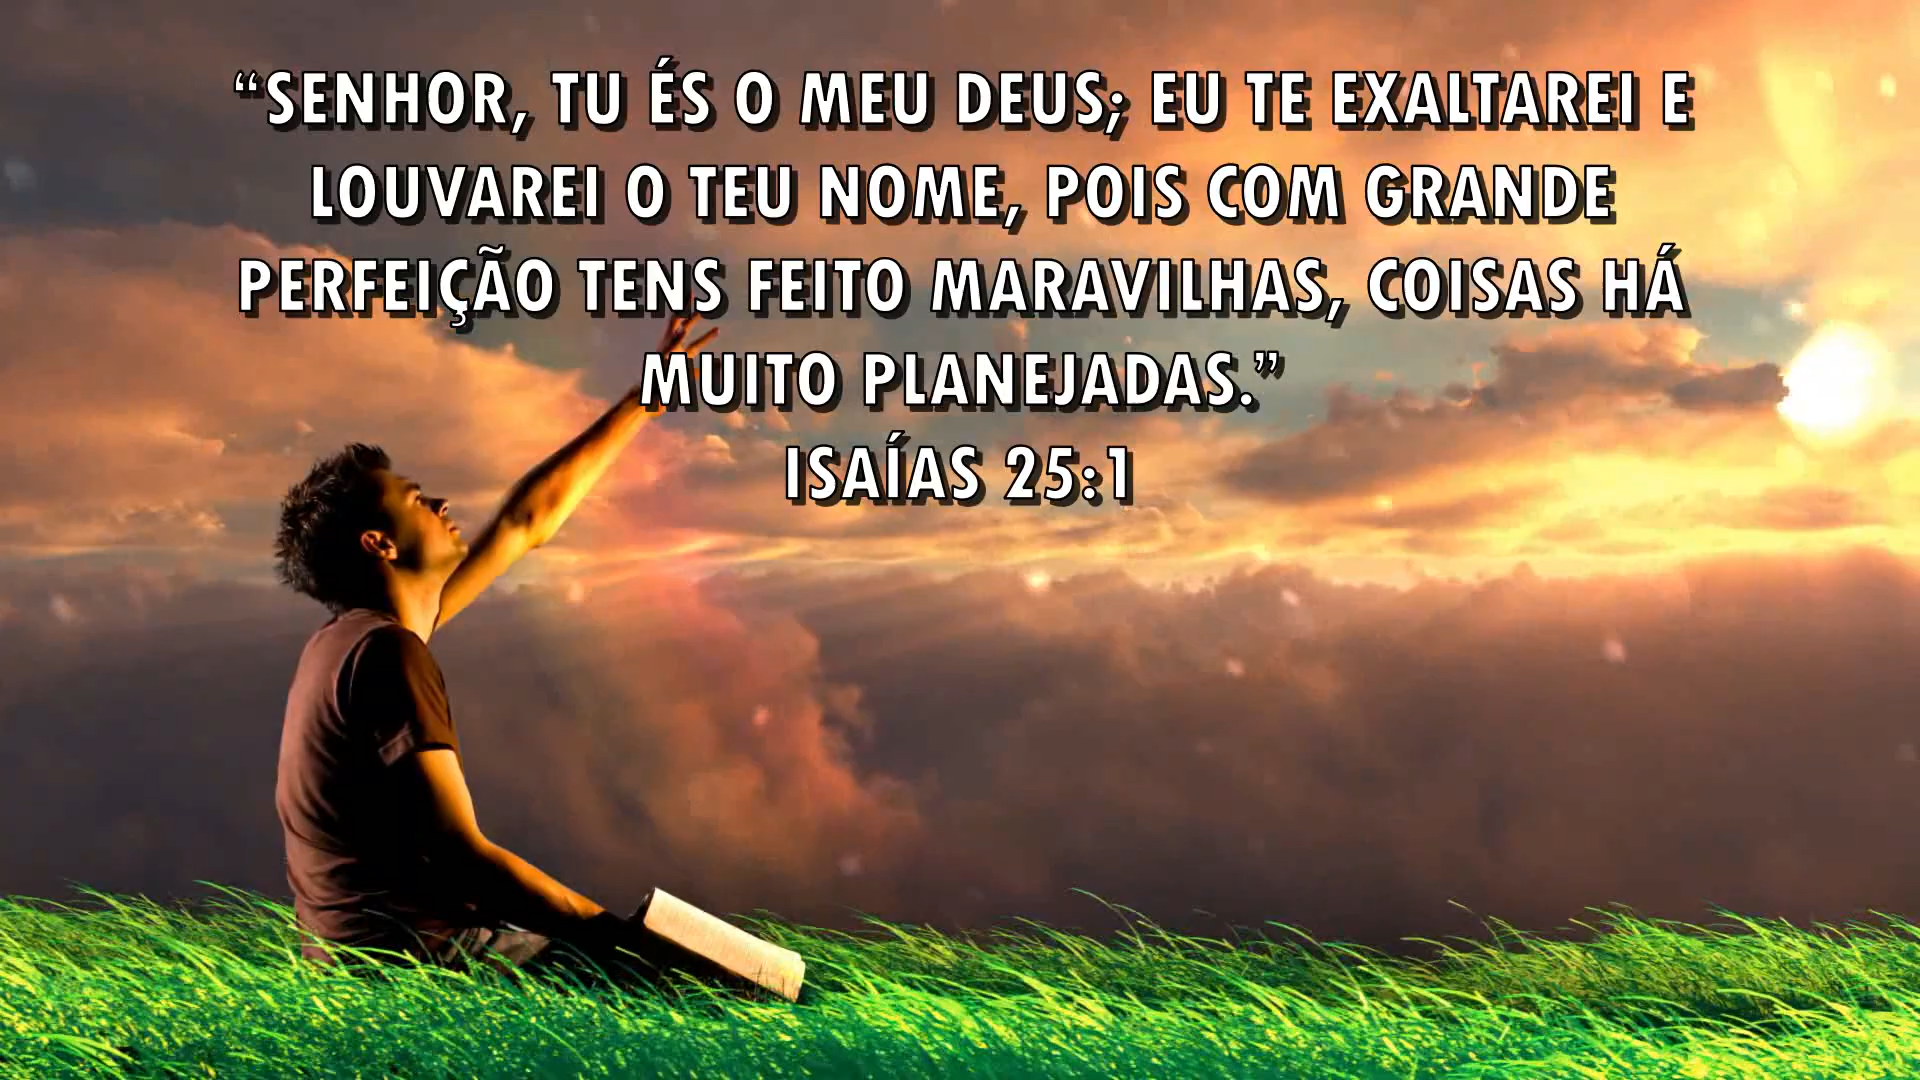 “SENHOR, TU ÉS O MEU DEUS; EU TE EXALTAREI E
LOUVAREI O TEU NOME, POIS COM GRANDE
PERFEIÇÃO TENS FEITO MARAVILHAS, COISAS HÁ
MUITO PLANEJADAS.”
ISAÍAS 25:1